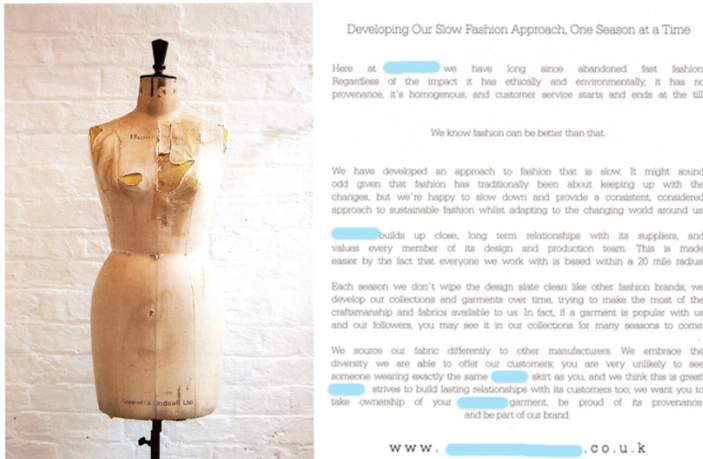 Kennett & Lindsell Ltd
Developing Our Slow Fashion Approach, One Season at a Time
Here at we have long since abandoned fast fashion
Regardless of the impact it has ethically and environmentally, it has no
provenance, it's homogenous, and customer service starts and ends at the till
We know fashion can be better than that.
We have developed an approach to fashion that is slow. It might sound
odd given that fashion has traditionally been about keeping up with the
changes, but we're happy to slow down and provide a consistent, considered
approach to sustainable fashion whilst adapting to the changing world around us
builds up close, long term relationships with its suppliers, and
values every member of its design and production team. This is made
easier by the fact that everyone we work with is based within a 20 mile radius
Each season we don't wipe the design slate clean like other fashion brands; we
develop our collections and garments over time, trying to make the most of the
craftsmanship and fabrics available to us. In fact, if a garment is popular with us
and our followers, you may see it in our collections for many seasons to come
We source our fabric differently to other manufacturers. We embrace the
diversity we are able to offer our customers; you are very unlikely to see
someone wearing exactly the same skirt as you, and we think this is great!
strives to build lasting relationships with its customers too; we want you to
take ownership of your garment, be proud of its provenance,
and be part of our brand.
www. .co.uk